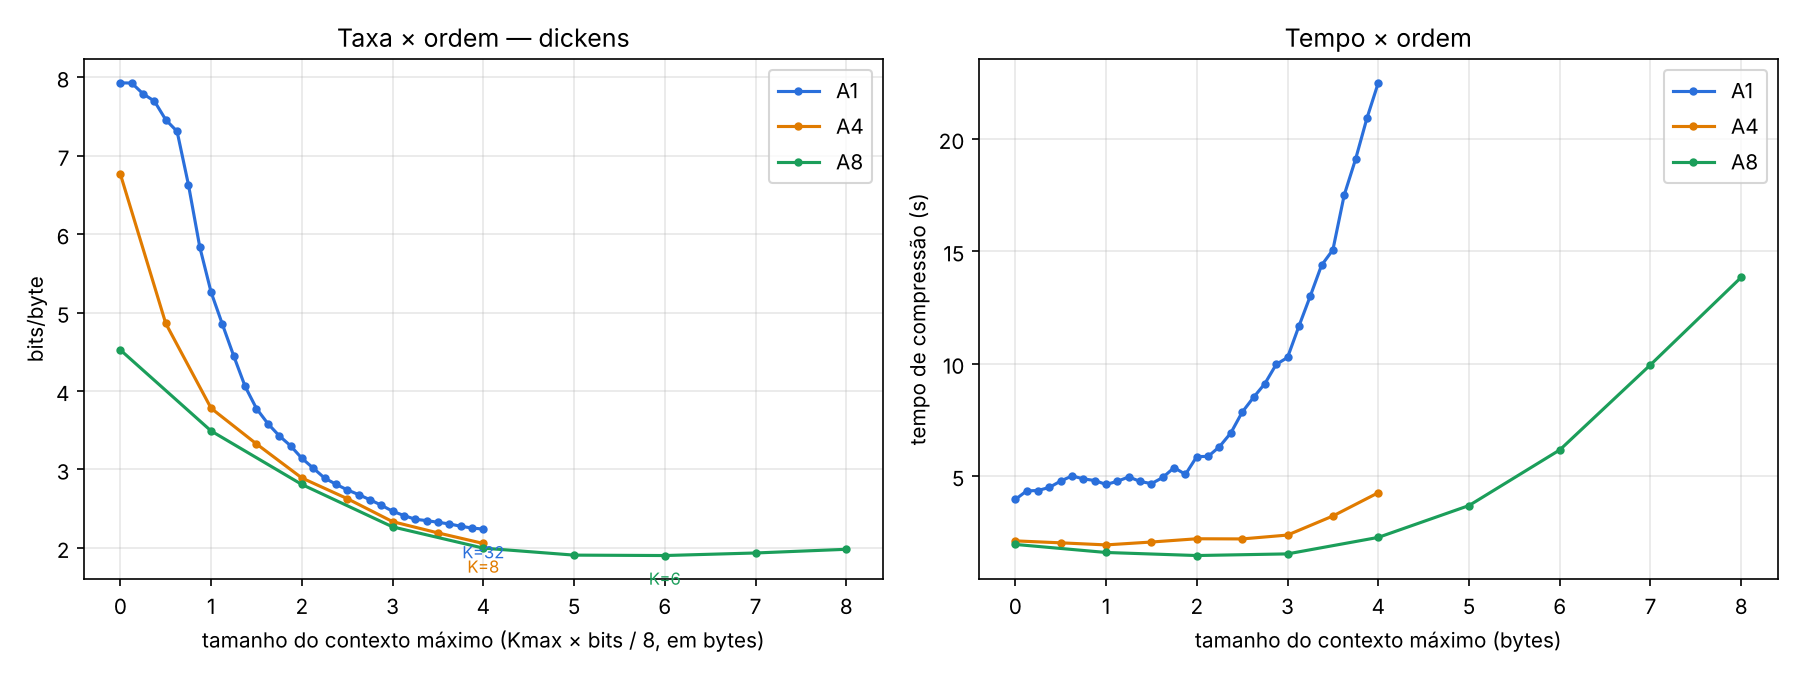 Taxa × ordem — dickens
bits/byte
8
7
6
5
4
3
2
A1
A4
A8
K=32
K=8
K=6
0 1 2 3 4 5 6 7 8
tamanho do contexto máximo (Kmax × bits / 8, em bytes)
Tempo × ordem
tempo de compressão (s)
20
15
10
5
A1
A4
A8
0 1 2 3 4 5 6 7 8
tamanho do contexto máximo (bytes)